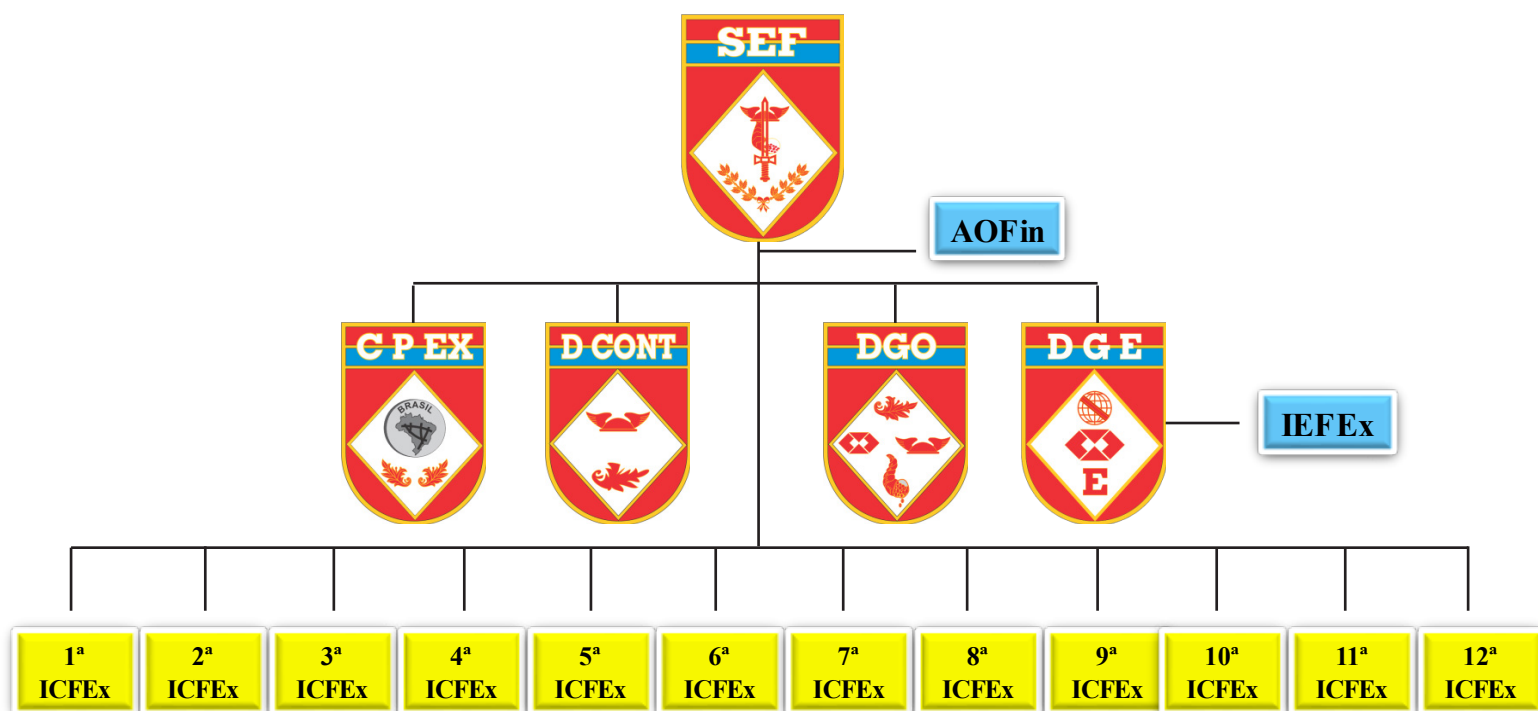 SEF
AOFin
C P EX
D CONT
DGO
D G E
BRASIL
E
IEFEx
1ª
ICFEx
2ª
ICFEx
3ª
ICFEx
4ª
ICFEx
5ª
ICFEx
6ª
ICFEx
7ª
ICFEx
8ª
ICFEx
9ª
ICFEx
10ª
ICFEx
11ª
ICFEx
12ª
ICFEx